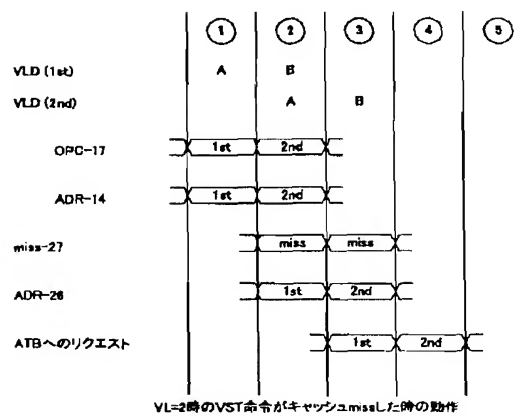 ① ② ③ ④ ⑤
VLD (1st) A B
VLD (2nd) A B
OPC-17 1st 2nd
ADR-14 1st 2nd
miss-27 miss miss
ADR-26 1st 2nd
ATBへのリクエスト 1st 2nd
VL=2時のVST命令がキャッシュmissした時の動作